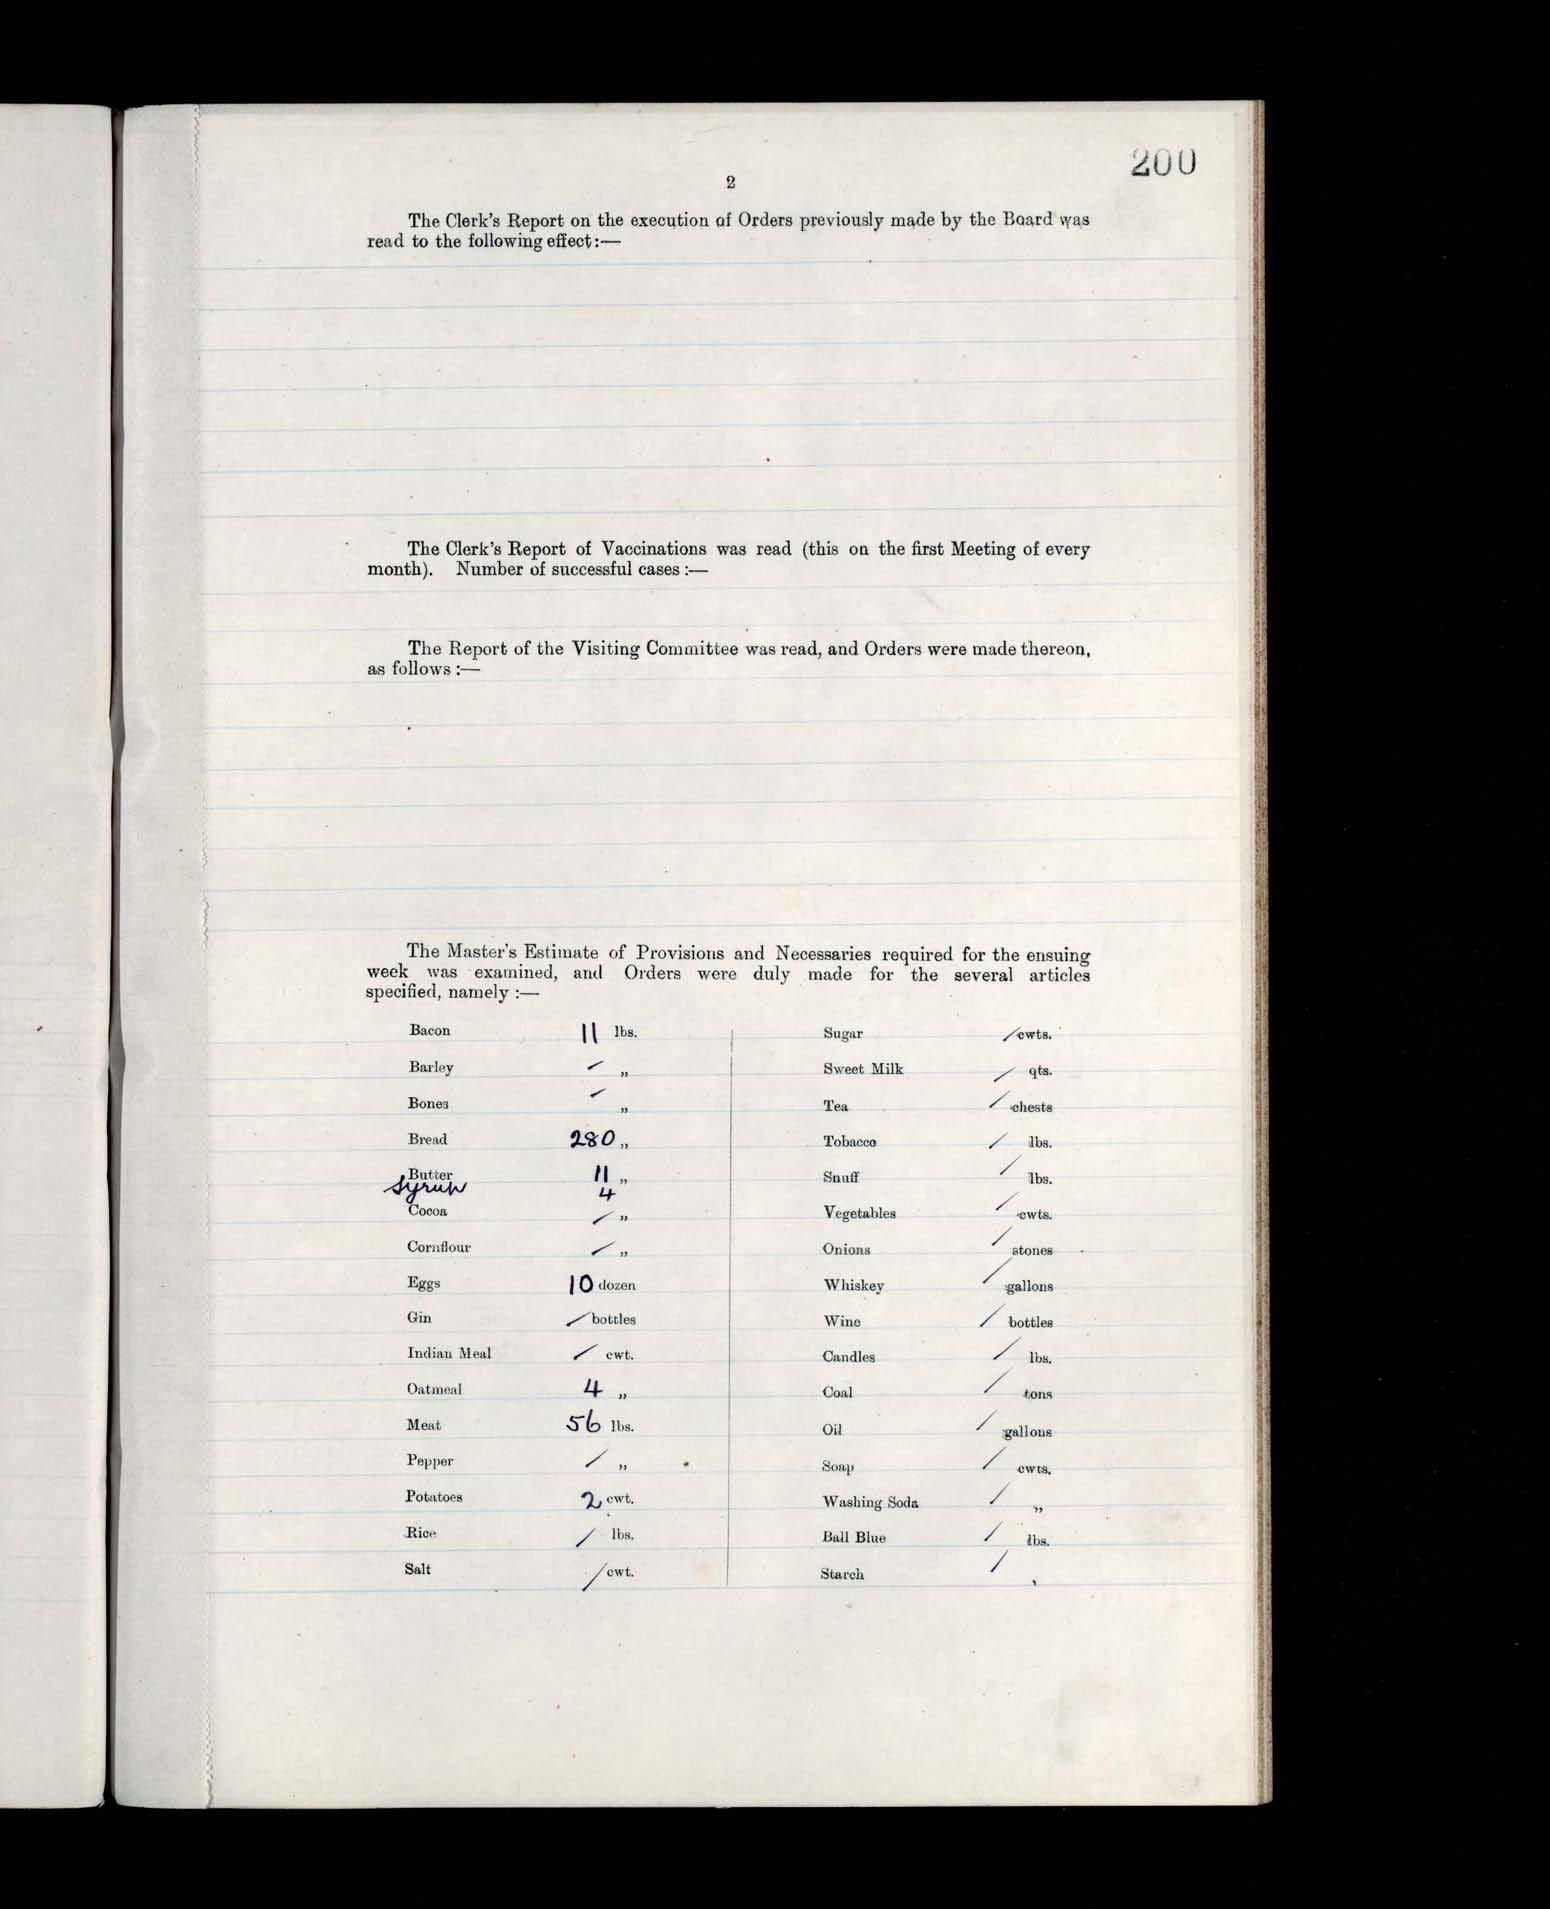 200
2
The Clerk's Report on the execution of Orders previously made by the Board was
read to the following effect:—
The Clerk's Report of Vaccinations was read (this on the first Meeting of every
month). Number of successful cases :—
The Report of the Visiting Committee was read, and Orders were made thereon,
as follows :—
The Master's Estimate of Provisions and Necessaries required for the ensuing
week was examined, and Orders were duly made for the several articles
specified, namely :—
Bacon 11 lbs.
Barley / „
Bones / „
Bread 280 „
Butter 11 „
Syrup 4
Cocoa / „
Cornflour / „
Eggs 10 dozen
Gin / bottles
Indian Meal / cwt.
Oatmeal 4 „
Meat 56 lbs.
Pepper / „
Potatoes 2 cwt.
Rice / lbs.
Salt / cwt.
Sugar / cwts.
Sweet Milk / qts.
Tea / chests
Tobacco / lbs.
Snuff / lbs.
Vegetables / cwts.
Onions / stones
Whiskey / gallons
Wine / bottles
Candles / lbs.
Coal / tons
Oil / gallons
Soap / cwts.
Washing Soda / „
Ball Blue / lbs.
Starch / ,